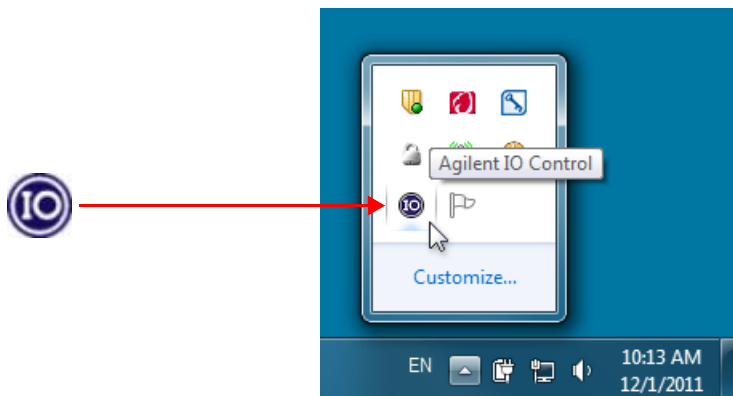 IO
Agilent IO Control
IO
Customize...
EN
10:13 AM
12/1/2011